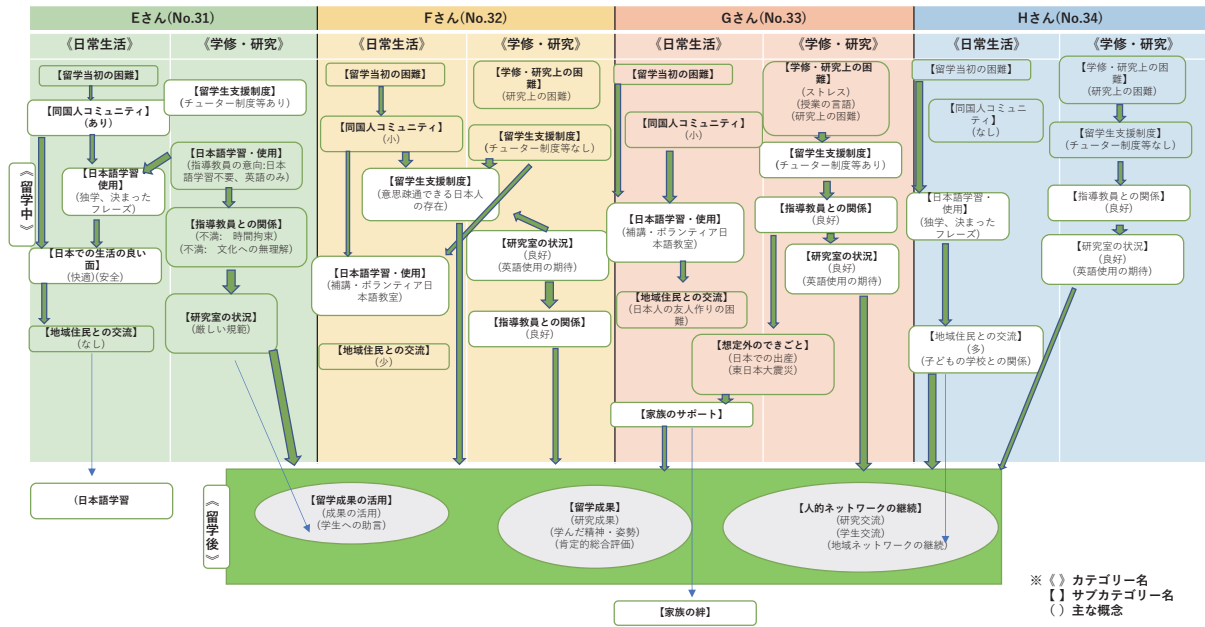 Eさん(No.31)
《日常生活》
《学修・研究》
【留学当初の困難】
【同国人コミュニティ】
(あり)
【留学生支援制度】
(チューター制度等あり)
【日本語学習・
使用】
(独学、決まった
フレーズ)
【日本語学習・使用】
(指導教員の意向:日本
語学習不要、英語のみ)
【指導教員との関係】
(不満: 時間拘束)
(不満: 文化への無理解)
【日本での生活の良い
面】
(快適)(安全)
【研究室の状況】
(厳しい規範)
【地域住民との交流】
(なし)
Fさん(No.32)
《日常生活》
《学修・研究》
【留学当初の困難】
【学修・研究上の困
難】
(研究上の困難)
【同国人コミュニティ】
(小)
【留学生支援制度】
(チューター制度等なし)
【留学生支援制度】
(意思疎通できる日本人
の存在)
【研究室の状況】
(良好)
(英語使用の期待)
【日本語学習・使用】
(補講・ボランティア日
本語教室)
【指導教員との関係】
(良好)
【地域住民との交流】
(少)
Gさん(No.33)
《日常生活》
《学修・研究》
【留学当初の困難】
【学修・研究上の困
難】
(ストレス)
(授業の言語)
(研究上の困難)
【同国人コミュニティ】
(小)
【留学生支援制度】
(チューター制度等あり)
【日本語学習・使用】
(補講・ボランティア
日本語教室)
【指導教員との関係】
(良好)
【研究室の状況】
(良好)
(英語使用の期待)
【地域住民との交流】
(日本人の友人作りの困
難)
【想定外のできごと】
(日本での出産)
(東日本大震災)
【家族のサポート】
Hさん(No.34)
《日常生活》
《学修・研究》
【留学当初の困難】
【学修・研究上の困
難】
(研究上の困難)
【同国人コミュニ
ティ】
(なし)
【留学生支援制度】
(チューター制度等なし)
【日本語学習・
使用】
(独学、決まった
フレーズ)
【指導教員との関係】
(良好)
【研究室の状況】
(良好)
(英語使用の期待)
【地域住民との交流】
(多)
(子どもの学校との関係)
《留学中》
《留学後》
(日本語学習
【留学成果の活用】
(成果の活用)
(学生への助言)
【留学成果】
(研究成果)
(学んだ精神・姿勢)
(肯定的総合評価)
【人的ネットワークの継続】
(研究交流)
(学生交流)
(地域ネットワークの継続)
【家族の絆】
※《 》カテゴリー名
【 】サブカテゴリー名
( )主な概念